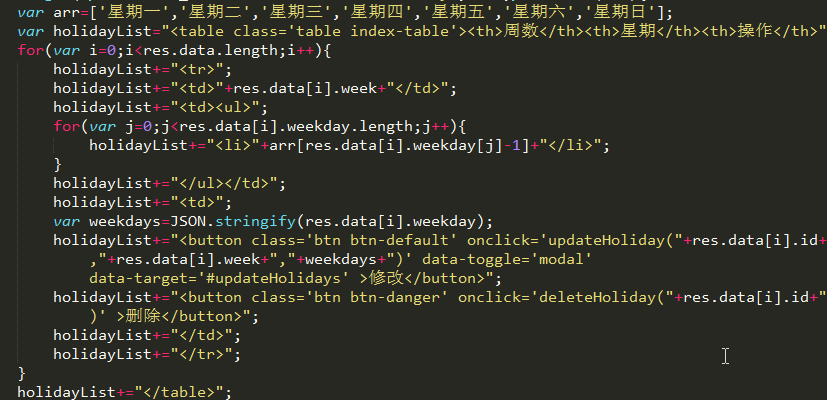 var arr=['星期一','星期二','星期三','星期四','星期五','星期六','星期日'];
var holidayList="<table class='table index-table'><th>周数</th><th>星期</th><th>操作</th>"
for(var i=0;i<res.data.length;i++){
holidayList+="<tr>";
holidayList+="<td>"+res.data[i].week+"</td>";
holidayList+="<td><ul>";
for(var j=0;j<res.data[i].weekday.length;j++){
holidayList+="<li>"+arr[res.data[i].weekday[j]-1]+"</li>";
}
holidayList+="</ul></td>";
holidayList+="<td>";
var weekdays=JSON.stringify(res.data[i].weekday);
holidayList+="<button class='btn btn-default' onclick='updateHoliday("+res.data[i].id+"
,"+res.data[i].week+","+weekdays+")' data-toggle='modal'
data-target='#updateHolidays' >修改</button>";
holidayList+="<button class='btn btn-danger' onclick='deleteHoliday("+res.data[i].id+"
)' >删除</button>";
holidayList+="</td>";
holidayList+="</tr>";
}
holidayList+="</table>";